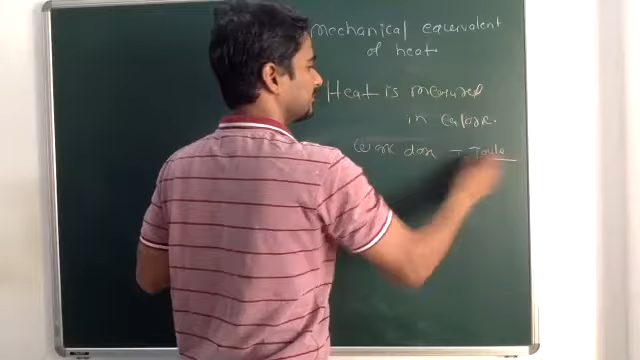 Mechanical equivalent
of heat
Heat is measured
in calorie.
Work done - Joule